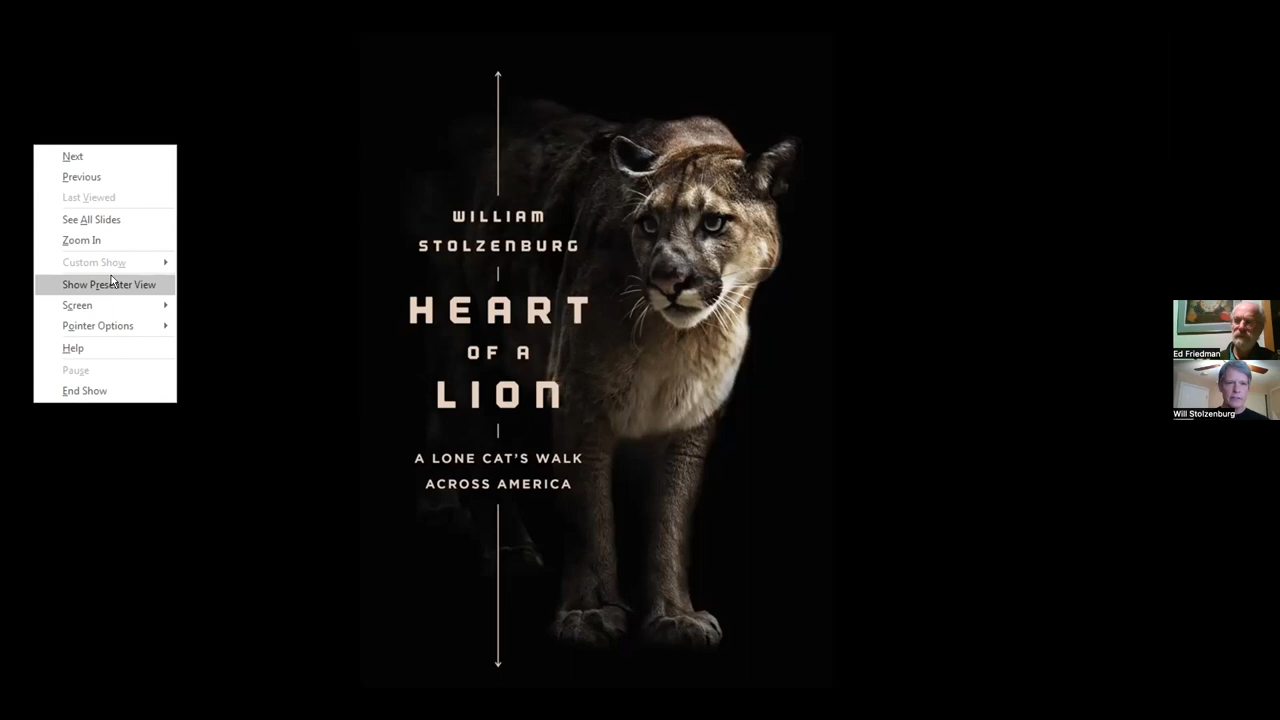 Next
Previous
Last Viewed
See All Slides
Zoom In
Custom Show
Show Presenter View
Screen
Pointer Options
Help
Pause
End Show
WILLIAM
STOLZENBURG
HEART
OF A
LION
A LONE CAT'S WALK
ACROSS AMERICA
Ed Friedman
Will Stolzenburg